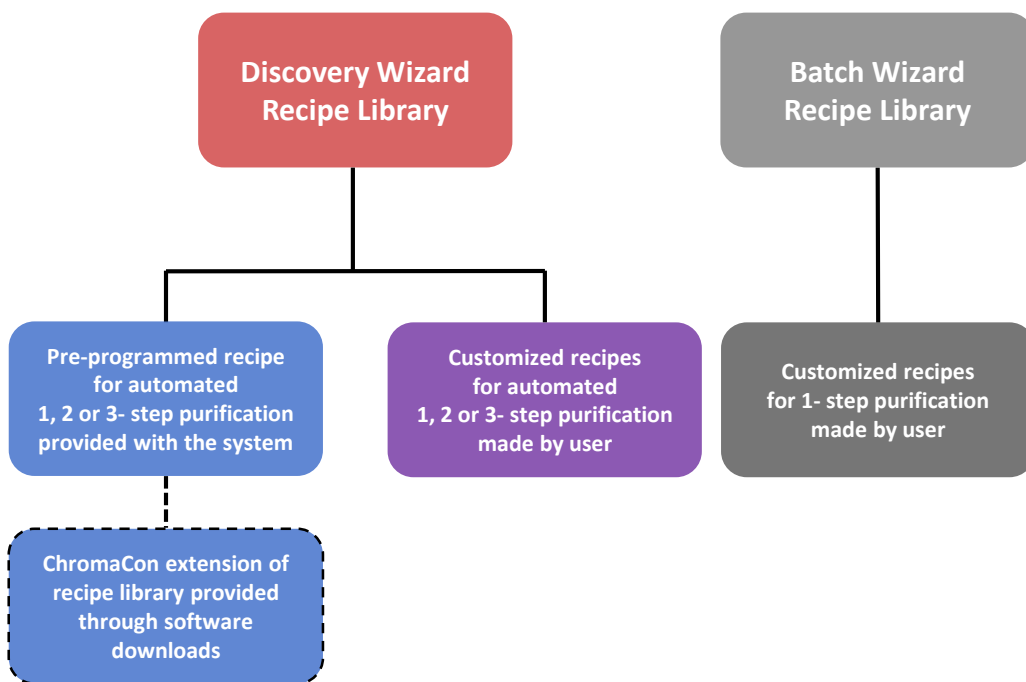 Discovery Wizard
Recipe Library
Batch Wizard
Recipe Library
Pre-programmed recipe
for automated
1, 2 or 3- step purification
provided with the system
Customized recipes
for automated
1, 2 or 3- step purification
made by user
Customized recipes
for 1- step purification
made by user
ChromaCon extension of
recipe library provided
through software
downloads